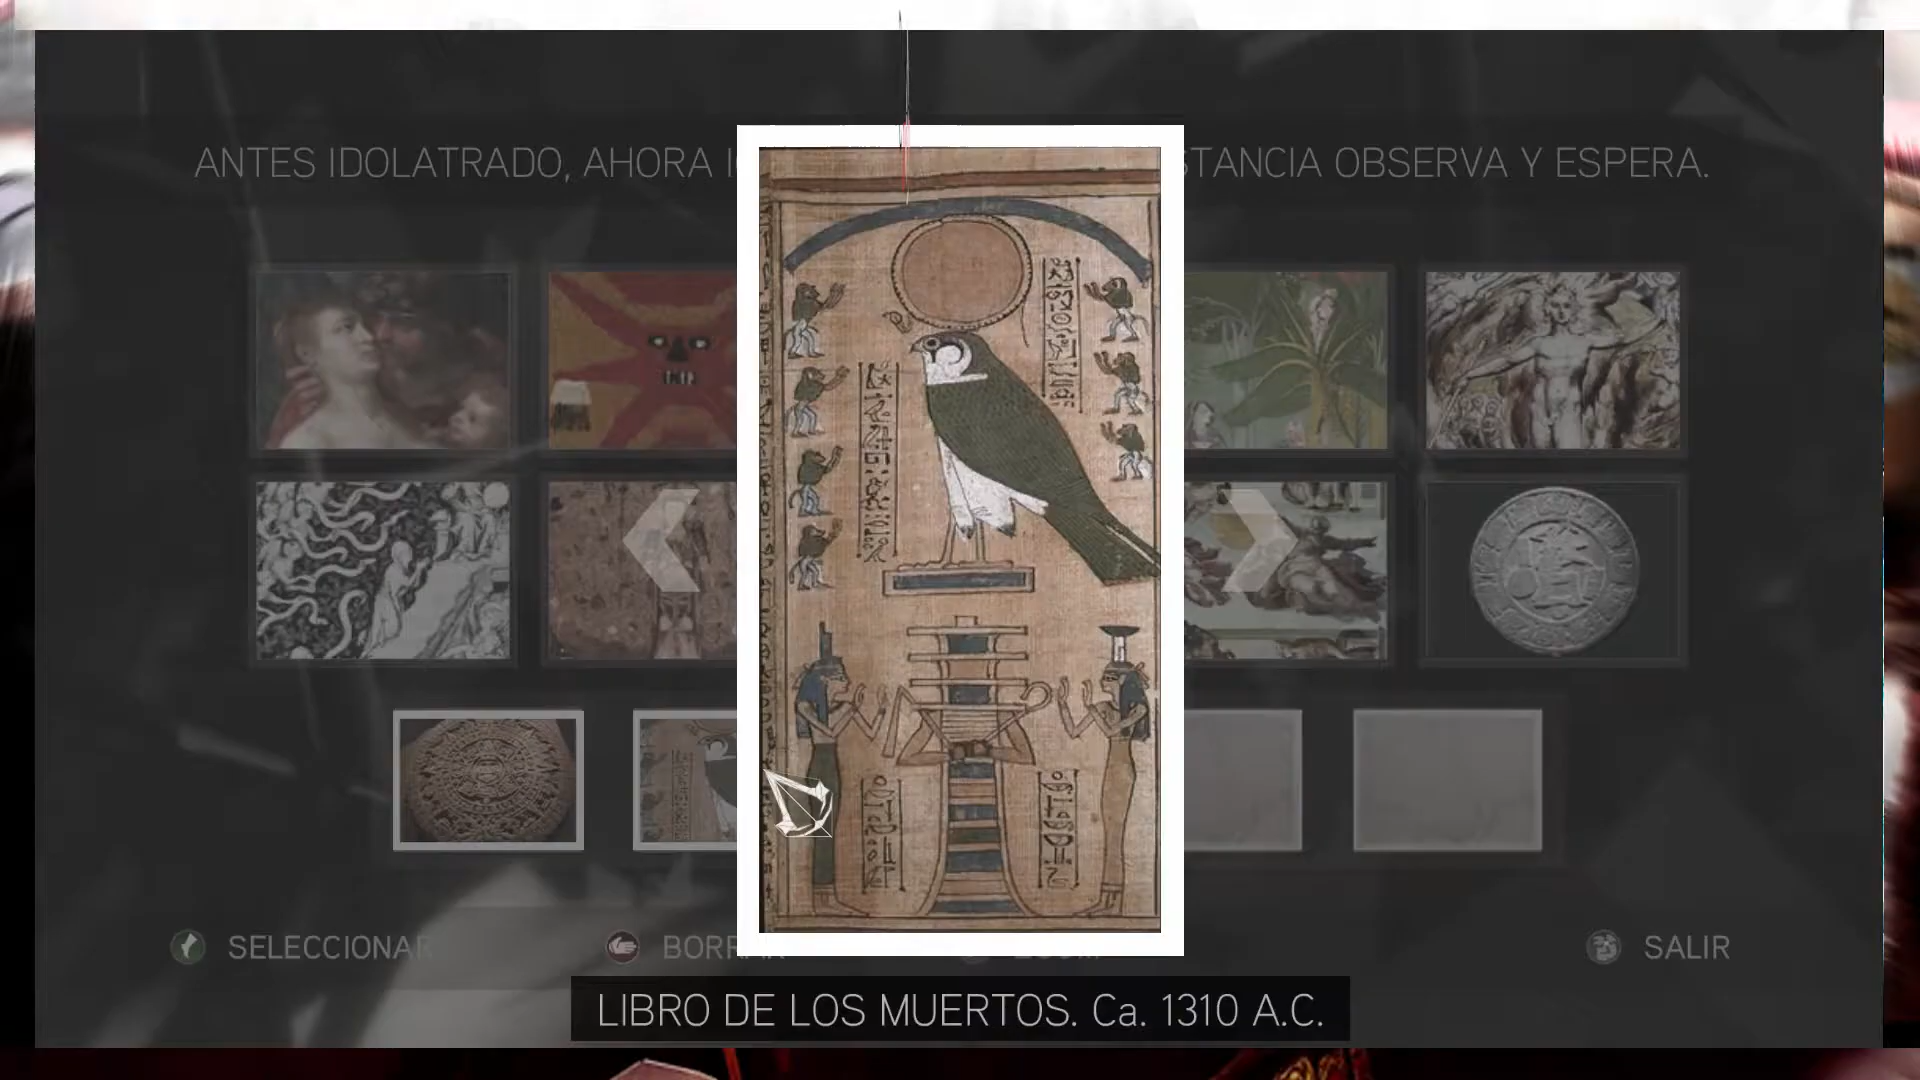 ANTES IDOLATRADO, AHORA STANCIA OBSERVA Y ESPERA.
SELECCIONAR
SALIR
LIBRO DE LOS MUERTOS. Ca. 1310 A.C.